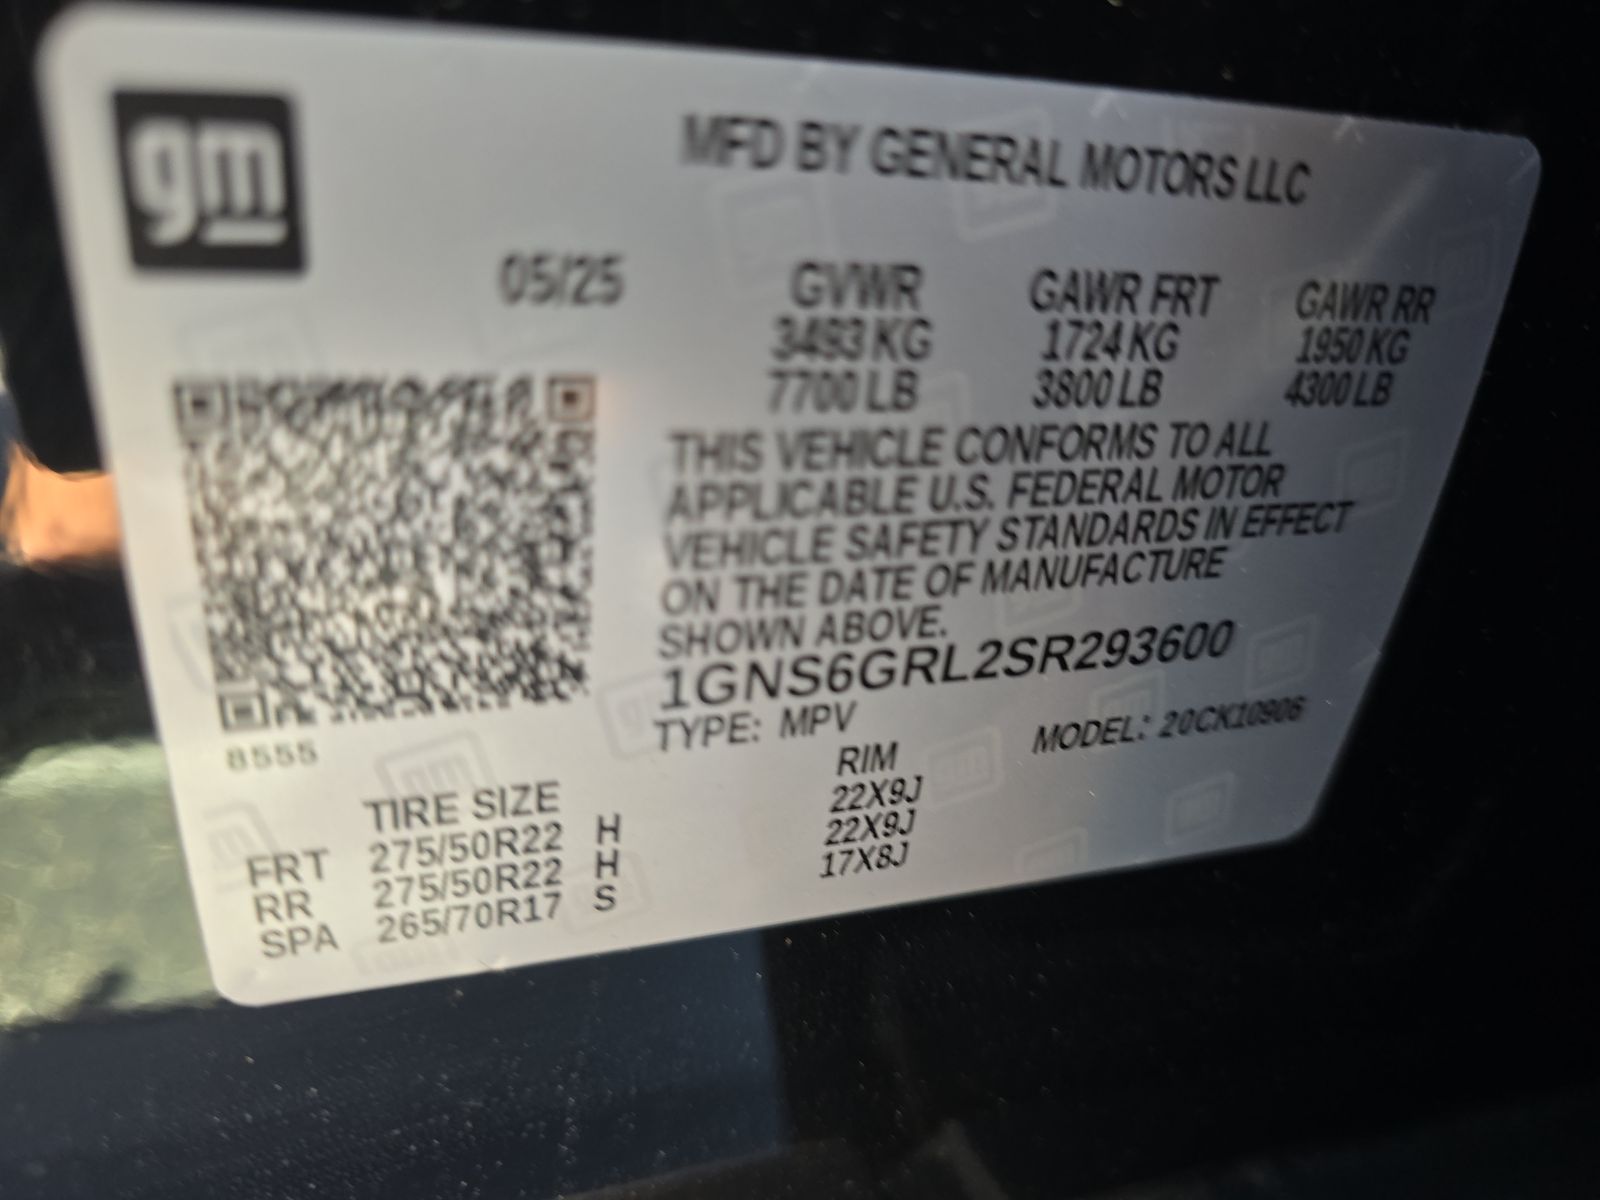 gm
MFD BY GENERAL MOTORS LLC
05/25
GVWR GAWR FRT GAWR RR
3493 KG 1724 KG 1950 KG
7700 LB 3800 LB 4300 LB
THIS VEHICLE CONFORMS TO ALL
APPLICABLE U.S. FEDERAL MOTOR
VEHICLE SAFETY STANDARDS IN EFFECT
ON THE DATE OF MANUFACTURE
SHOWN ABOVE.
1GNS6GRL2SR293600
TYPE: MPV MODEL: 20CK10906
8555
TIRE SIZE RIM
FRT 275/50R22 H 22X9J
RR 275/50R22 H 22X9J
SPA 265/70R17 S 17X8J